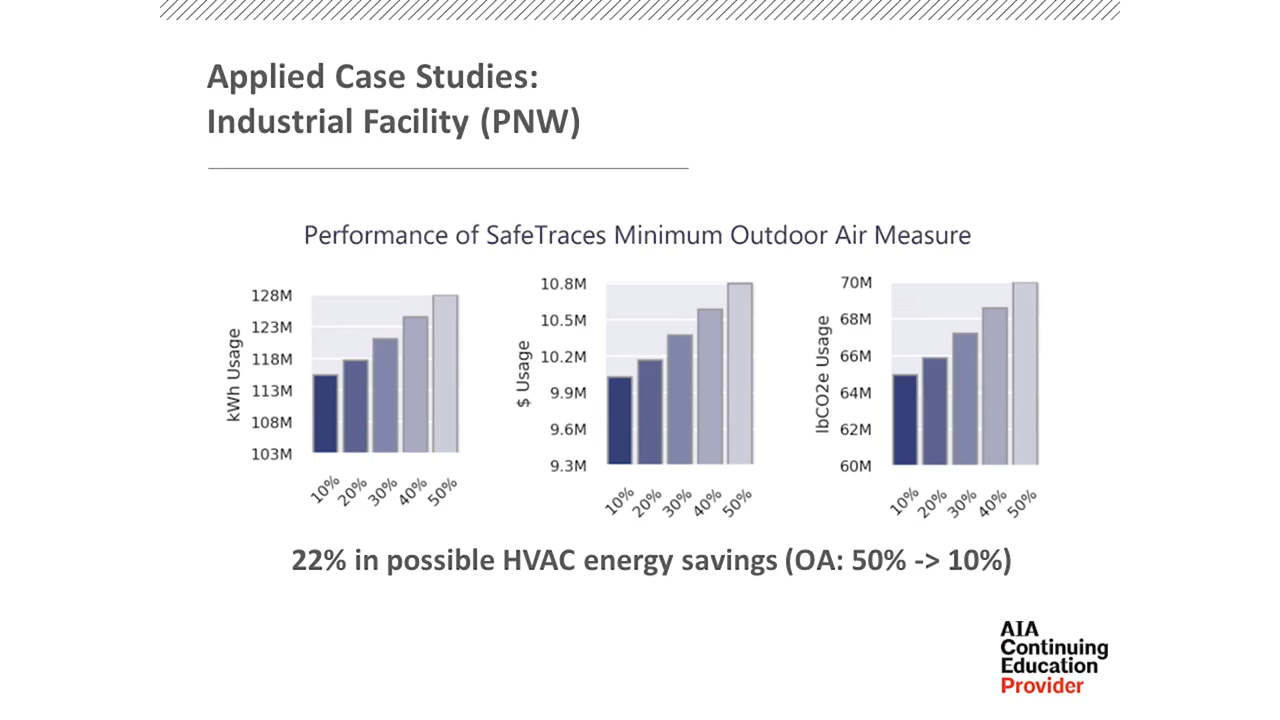 Applied Case Studies:
Industrial Facility (PNW)
Performance of SafeTraces Minimum Outdoor Air Measure
kWh Usage
128M
123M
118M
113M
108M
103M
10%
20%
30%
40%
50%
$ Usage
10.8M
10.5M
10.2M
9.9M
9.6M
9.3M
10%
20%
30%
40%
50%
lbCO2e Usage
70M
68M
66M
64M
62M
60M
10%
20%
30%
40%
50%
22% in possible HVAC energy savings (OA: 50% -> 10%)
AIA
Continuing
Education
Provider